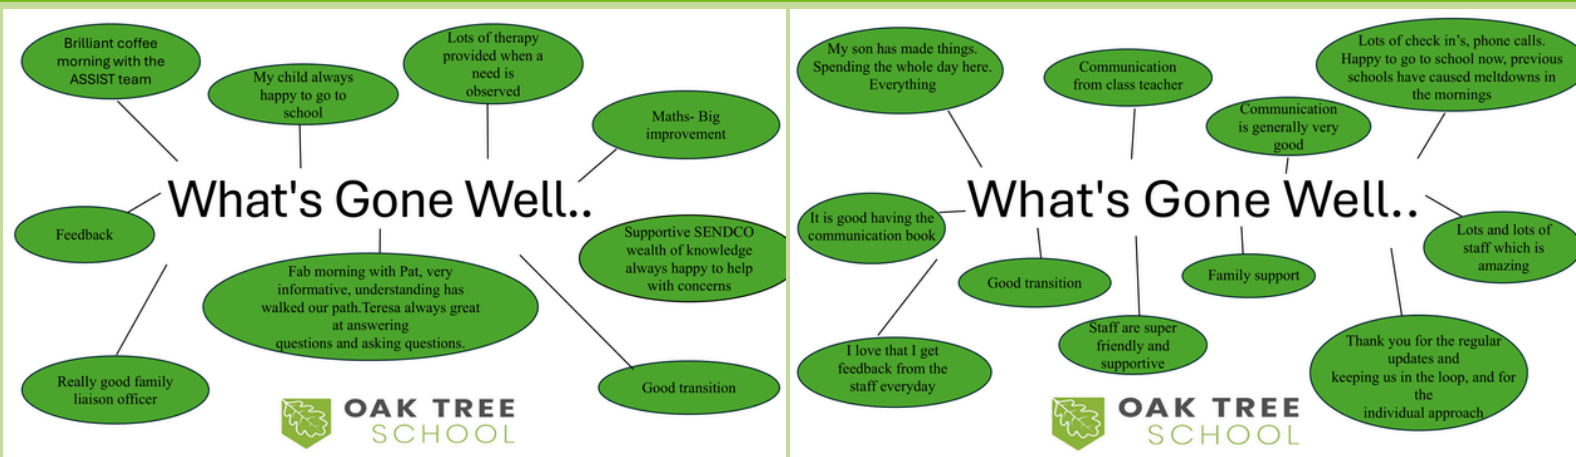 Brilliant coffee
morning with the
ASSIST team
My child always
happy to go to
school
Lots of therapy
provided when a
need is
observed
Maths- Big
improvement
What's Gone Well..
Feedback
Supportive SENDCO
wealth of knowledge
always happy to help
with concerns
Fab morning with Pat, very
informative, understanding has
walked our path.Teresa always great
at answering
questions and asking questions.
Really good family
liaison officer
Good transition
OAK TREE
SCHOOL
My son has made things.
Spending the whole day here.
Everything
Communication
from class teacher
Communication
is generally very
good
Lots of check in's, phone calls.
Happy to go to school now, previous
schools have caused meltdowns in
the mornings
What's Gone Well..
It is good having the
communication book
Lots and lots of
staff which is
amazing
Good transition
Family support
Staff are super
friendly and
supportive
I love that I get
feedback from the
staff everyday
Thank you for the regular
updates and
keeping us in the loop, and for
the
individual approach
OAK TREE
SCHOOL